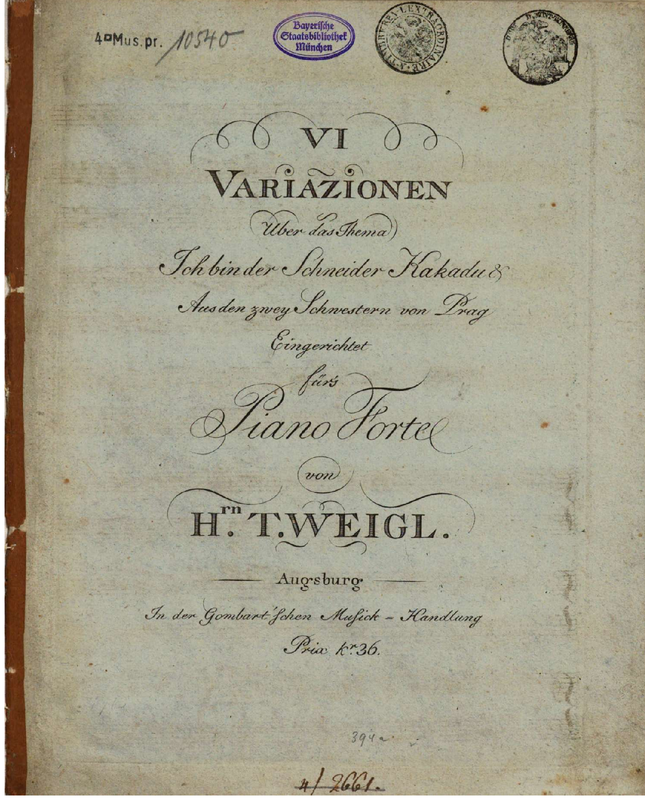 4°Mus.pr. 10540
Bayerische
Staatsbibliothek
München
VI
VARIAZIONEN
Über das Thema
Ich bin der Schneider Kakadu &
Aus den zwey Schwestern von Prag
Eingerichtet
fürs
Piano Forte
von
Hrn. T. WEIGL.
Augsburg
In der Gombart'schen Musick - Handlung
Prix kr. 36.
394
4/2661.